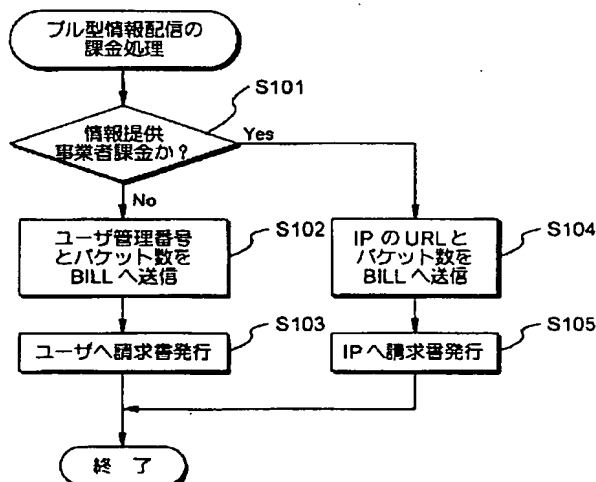 プル型情報配信の
課金処理
S101
情報提供
事業者課金か?
Yes
No
ユーザ管理番号
とパケット数を
BILLへ送信
S102
IPのURLと
パケット数を
BILLへ送信
S104
ユーザへ請求書発行
S103
IPへ請求書発行
S105
終 了